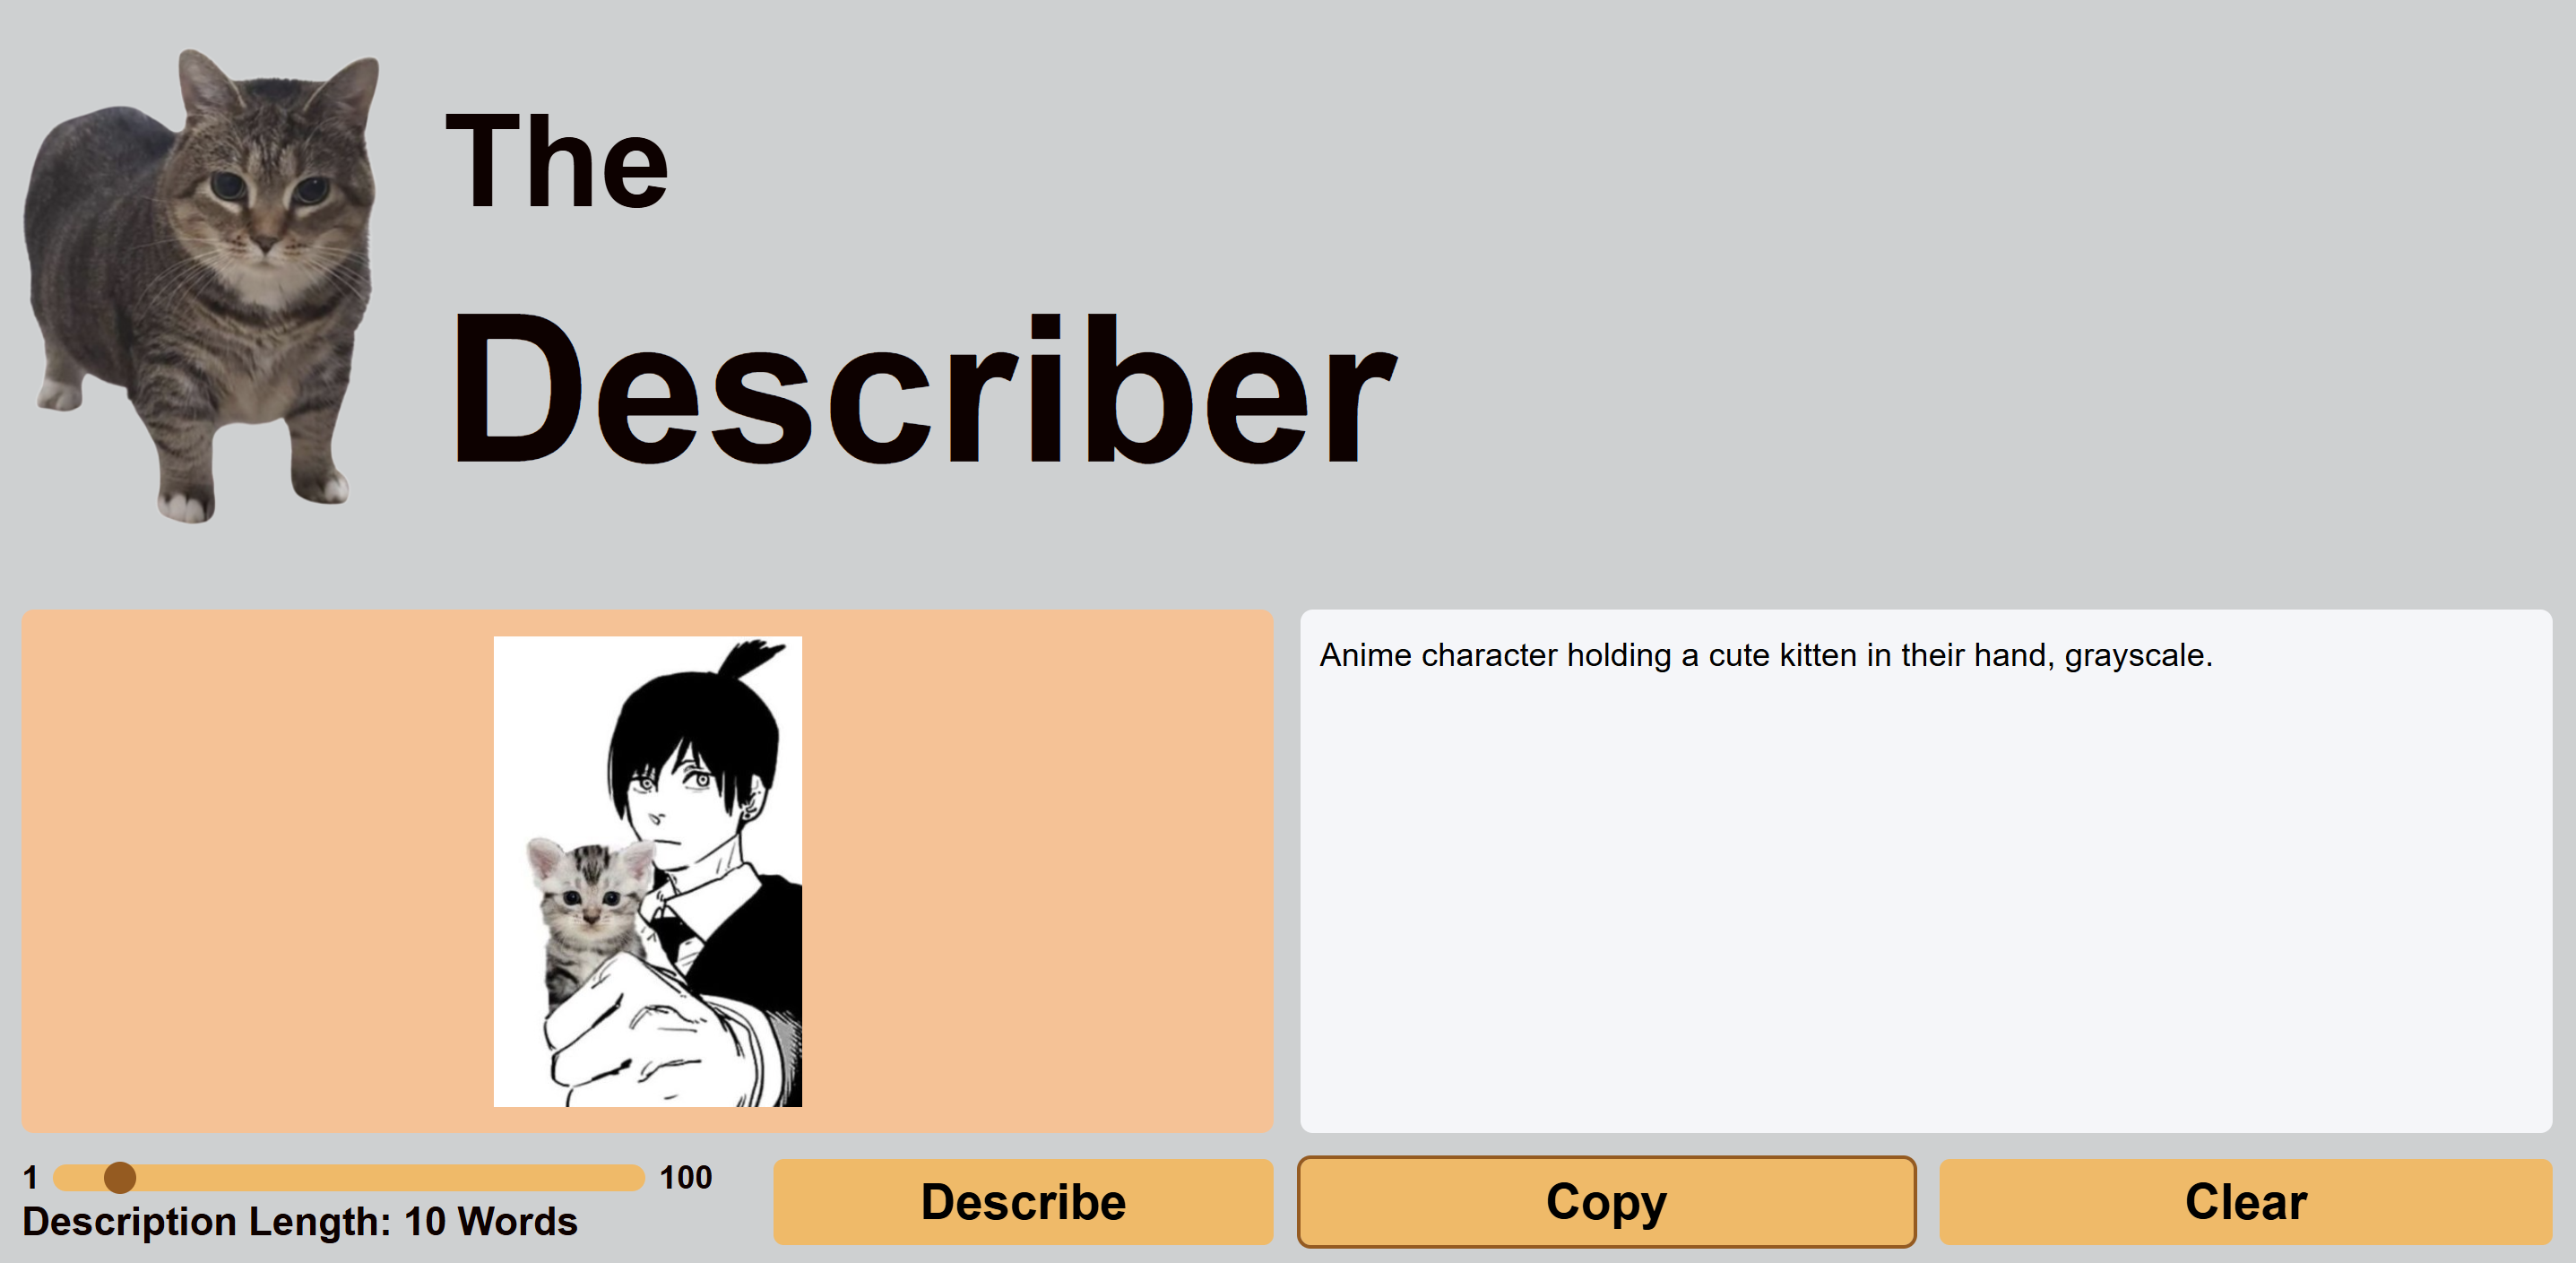 The
Describer
Anime character holding a cute kitten in their hand, grayscale.
1
100
Description Length: 10 Words
Describe
Copy
Clear